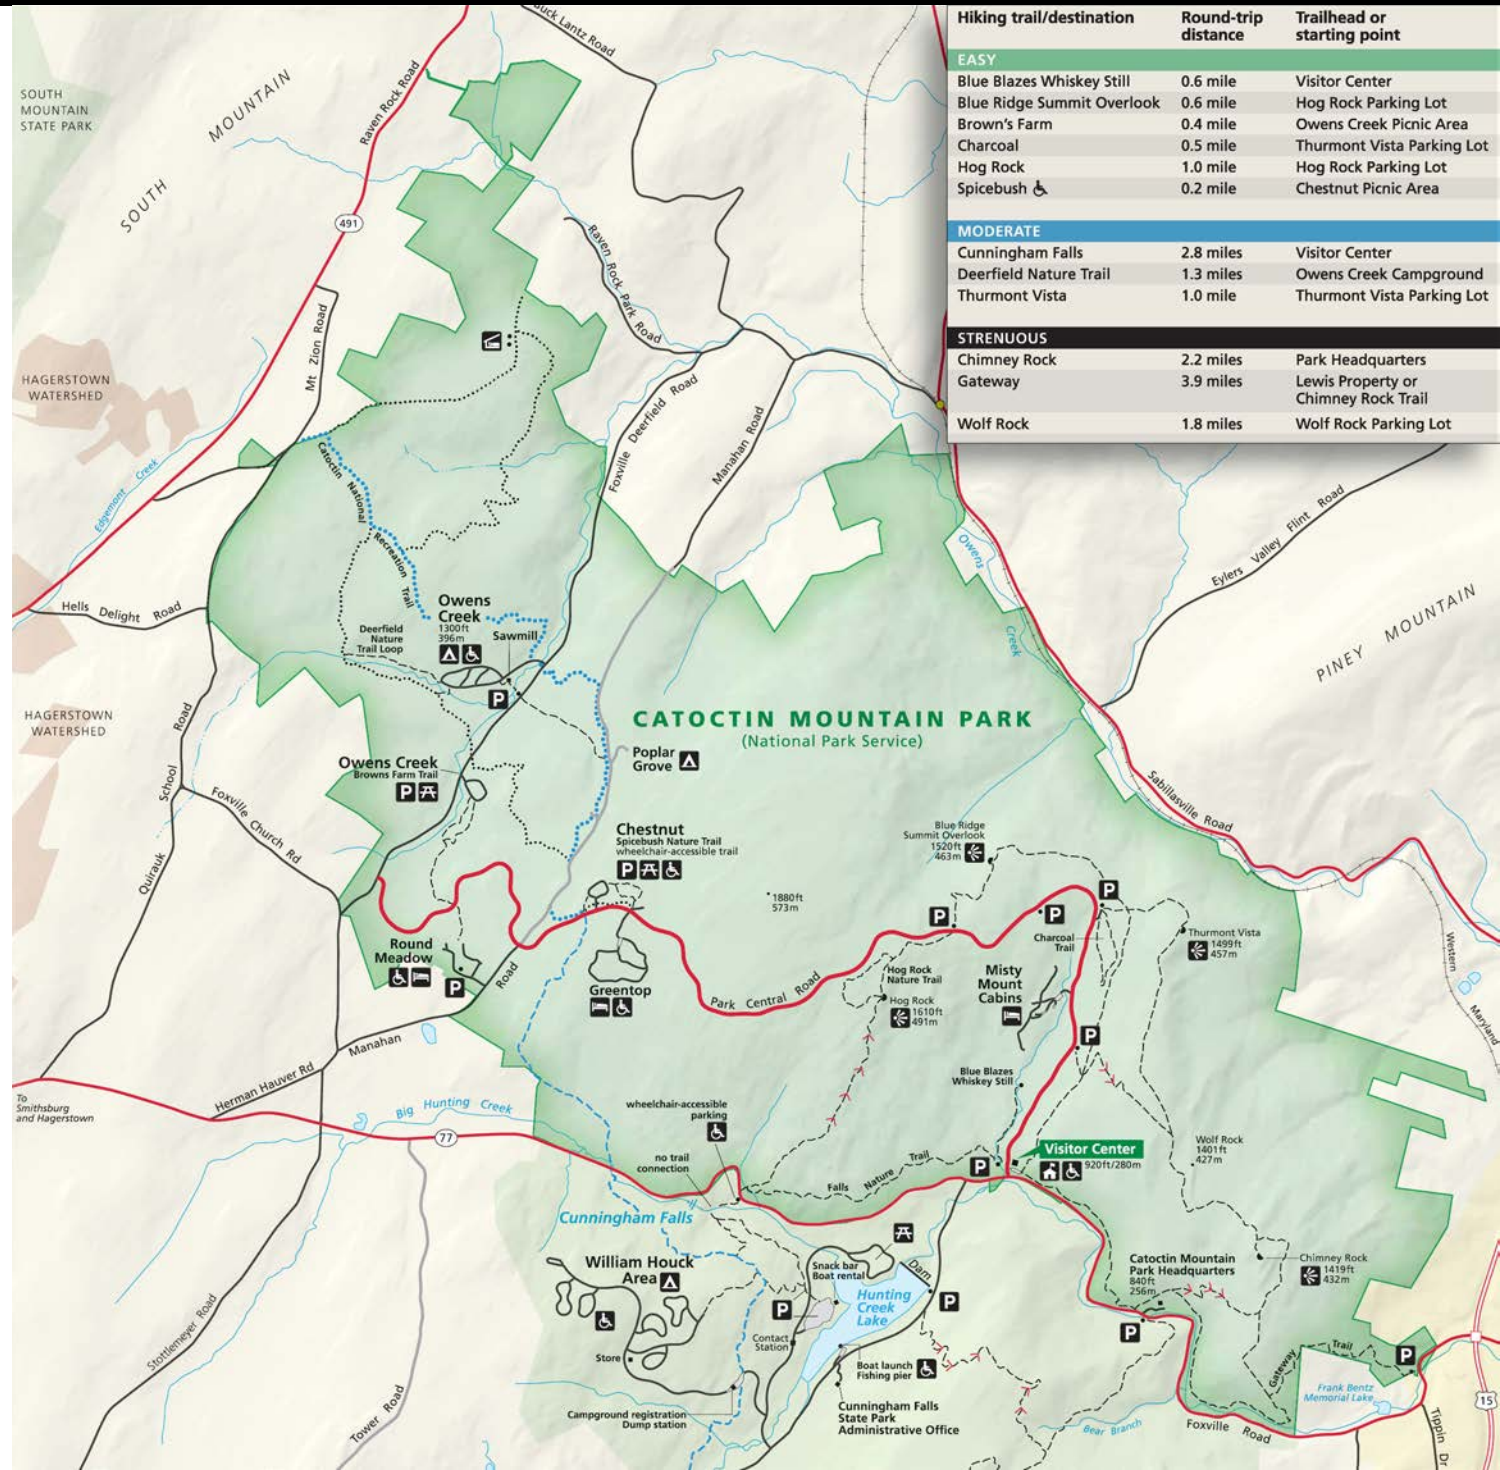 Hiking trail/destination Round-trip distance Trailhead or starting point
EASY
Blue Blazes Whiskey Still 0.6 mile Visitor Center
Blue Ridge Summit Overlook 0.6 mile Hog Rock Parking Lot
Brown's Farm 0.4 mile Owens Creek Picnic Area
Charcoal 0.5 mile Thurmont Vista Parking Lot
Hog Rock 1.0 mile Hog Rock Parking Lot
Spicebush 0.2 mile Chestnut Picnic Area
MODERATE
Cunningham Falls 2.8 miles Visitor Center
Deerfield Nature Trail 1.3 miles Owens Creek Campground
Thurmont Vista 1.0 mile Thurmont Vista Parking Lot
STRENUOUS
Chimney Rock 2.2 miles Park Headquarters
Gateway 3.9 miles Lewis Property or
Chimney Rock Trail
Wolf Rock 1.8 miles Wolf Rock Parking Lot
Lantz Road
SOUTH
MOUNTAIN
STATE PARK
SOUTH MOUNTAIN
Raven Rock Road
491
Raven Rock Park Road
Mt Zion Road
HAGERSTOWN
WATERSHED
Foxville Deerfield Road
Manahan Road
Edgemont Creek
Catoctin National Recreation Trail
Owens Creek
Eylers Valley Flint Road
PINEY MOUNTAIN
Hells Delight Road
Owens
Creek
1300ft
396m
Sawmill
Deerfield
Nature
Trail Loop
P
HAGERSTOWN
WATERSHED
CATOCTIN MOUNTAIN PARK
(National Park Service)
Poplar
Grove
Owens Creek
Browns Farm Trail
P
Quirauk School Road
Foxville Church Rd
Sabillasville Road
Chestnut
Spicebush Nature Trail
wheelchair-accessible trail
P
Blue Ridge
Summit Overlook
1520ft
463m
1880ft
573m
P
P
P
Charcoal
Trail
Thurmont Vista
1499ft
457m
Western Maryland
Round
Meadow
P
Greentop
Park Central Road
Hog Rock
Nature Trail
Hog Rock
1610ft
491m
Misty
Mount
Cabins
P
Manahan Road
Herman Hauver Rd
Blue Blazes
Whiskey Still
To
Smithsburg
and Hagerstown
Big Hunting Creek
77
wheelchair-accessible
parking
no trail
connection
Falls Nature Trail
P
Visitor Center
920ft/280m
Wolf Rock
1401ft
427m
Cunningham Falls
William Houck
Area
Snack bar
Boat rental
Dam
Hunting
Creek
Lake
P
P
Contact
Station
Store
Boat launch
Fishing pier
Campground registration
Dump station
Cunningham Falls
State Park
Administrative Office
Catoctin Mountain
Park Headquarters
840ft
256m
P
Chimney Rock
1419ft
432m
Gateway Trail
P
Frank Bentz
Memorial Lake
15
Bear Branch
Foxville Road
Tippin Dr
Stottlemeyer Road
Tower Road